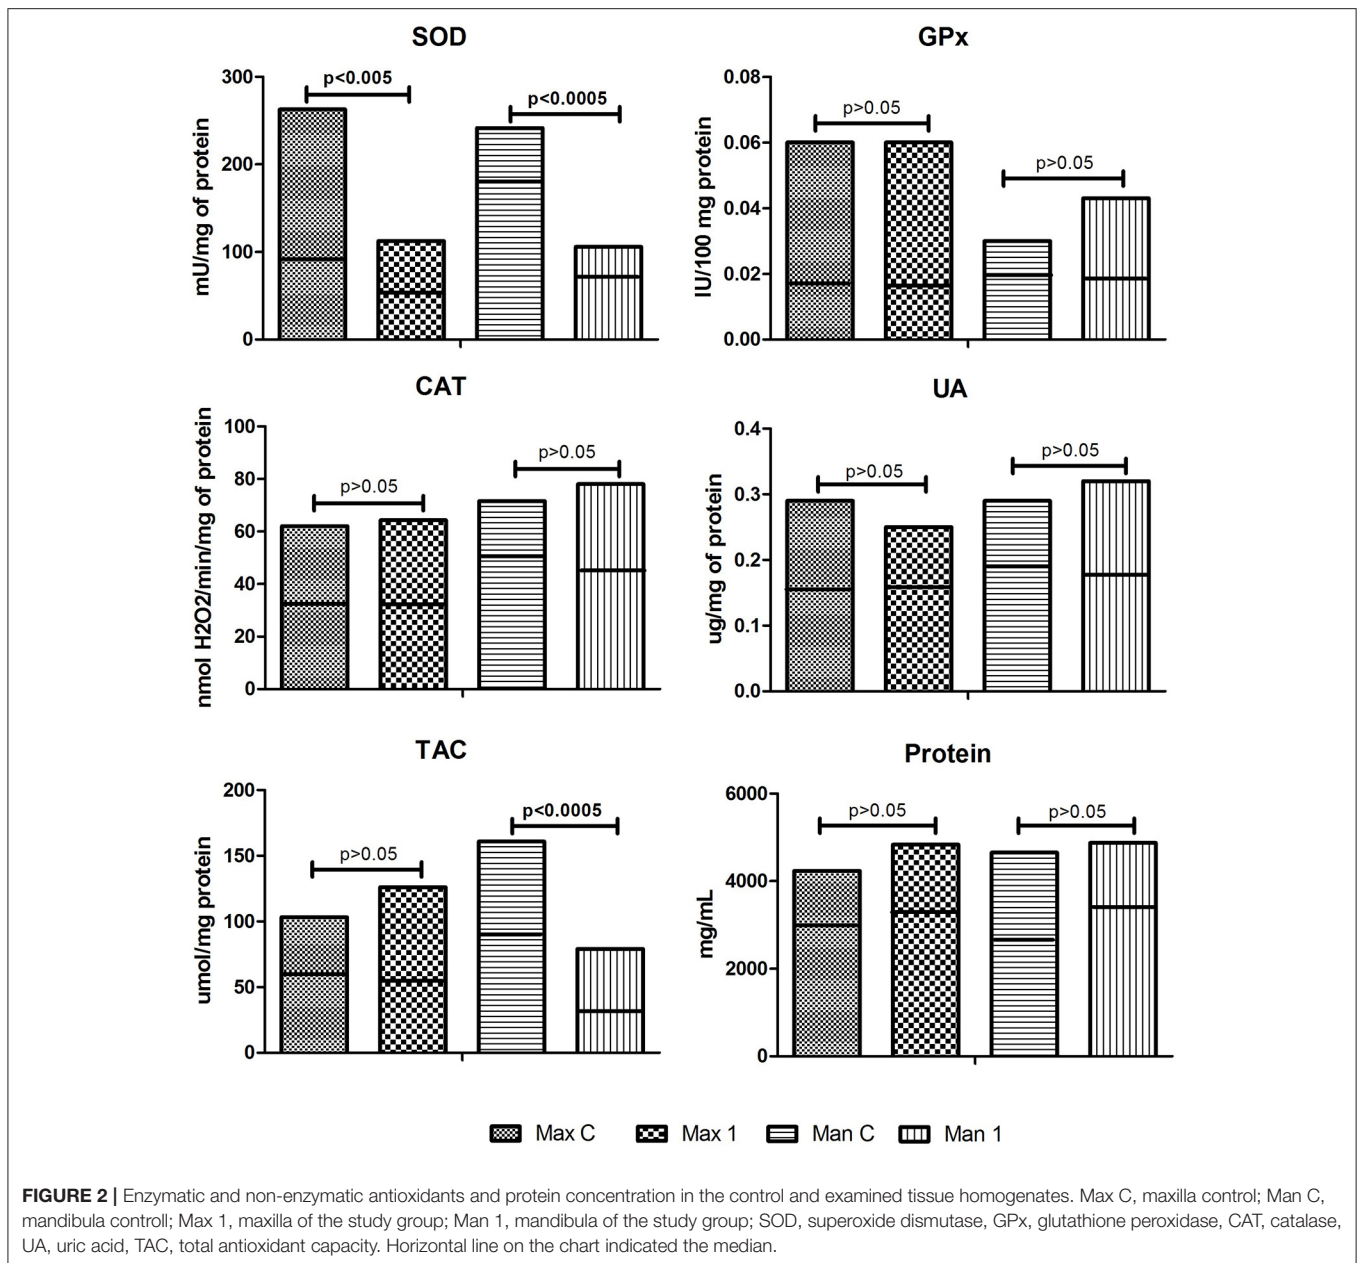 SOD
p<0.005
p<0.0005
mU/mg of protein
300
200
100
0
GPx
p>0.05
p>0.05
IU/100 mg protein
0.08
0.06
0.04
0.02
0.00
CAT
p>0.05
p>0.05
nmol H2O2/min/mg of protein
100
80
60
40
20
0
UA
p>0.05
p>0.05
ug/mg of protein
0.4
0.3
0.2
0.1
0.0
TAC
p>0.05
p<0.0005
umol/mg protein
200
150
100
50
0
Protein
p>0.05
p>0.05
mg/mL
6000
4000
2000
0
Max C Max 1 Man C Man 1
FIGURE 2 | Enzymatic and non-enzymatic antioxidants and protein concentration in the control and examined tissue homogenates. Max C, maxilla control; Man C,
mandibula controll; Max 1, maxilla of the study group; Man 1, mandibula of the study group; SOD, superoxide dismutase, GPx, glutathione peroxidase, CAT, catalase,
UA, uric acid, TAC, total antioxidant capacity. Horizontal line on the chart indicated the median.